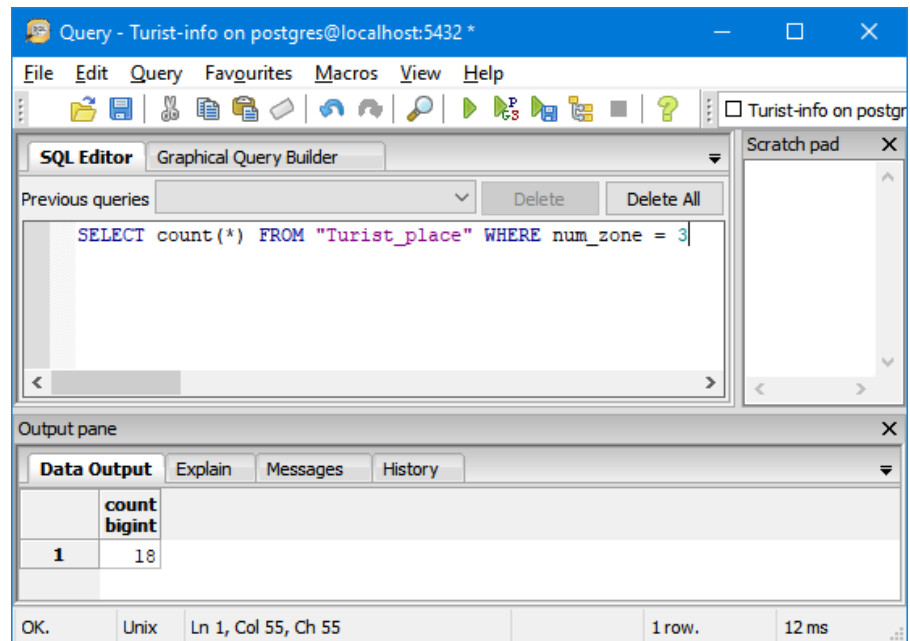 Query - Turist-info on postgres@localhost:5432 *
File Edit Query Favourites Macros View Help
Turist-info on postgr
SQL Editor Graphical Query Builder
Scratch pad
Previous queries Delete Delete All
SELECT count(*) FROM "Turist_place" WHERE num_zone = 3
Output pane
Data Output Explain Messages History
count
bigint
1 18
OK. Unix Ln 1, Col 55, Ch 55 1 row. 12 ms